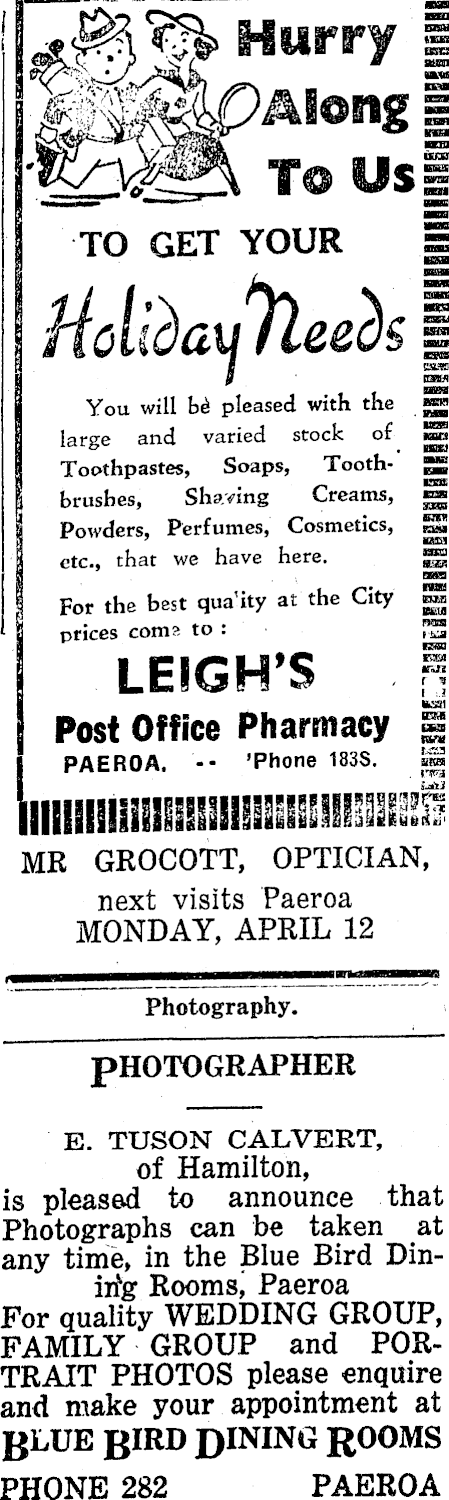 Hurry
Along
To Us
TO GET YOUR
Holiday Needs
You will be pleased with the
large and varied stock of
Toothpastes, Soaps, Tooth-
brushes, Shaving Creams,
Powders, Perfumes, Cosmetics,
etc., that we have here.
For the best quality at the City
prices come to :
LEIGH'S
Post Office Pharmacy
PAEROA. -- 'Phone 183S.
MR GROCOTT, OPTICIAN,
next visits Paeroa
MONDAY, APRIL 12
Photography.
PHOTOGRAPHER
E. TUSON CALVERT,
of Hamilton,
is pleased to announce that
Photographs can be taken at
any time, in the Blue Bird Din-
ing Rooms, Paeroa
For quality WEDDING GROUP,
FAMILY GROUP and POR-
TRAIT PHOTOS please enquire
and make your appointment at
BLUE BIRD DINING ROOMS
PHONE 282 PAEROA